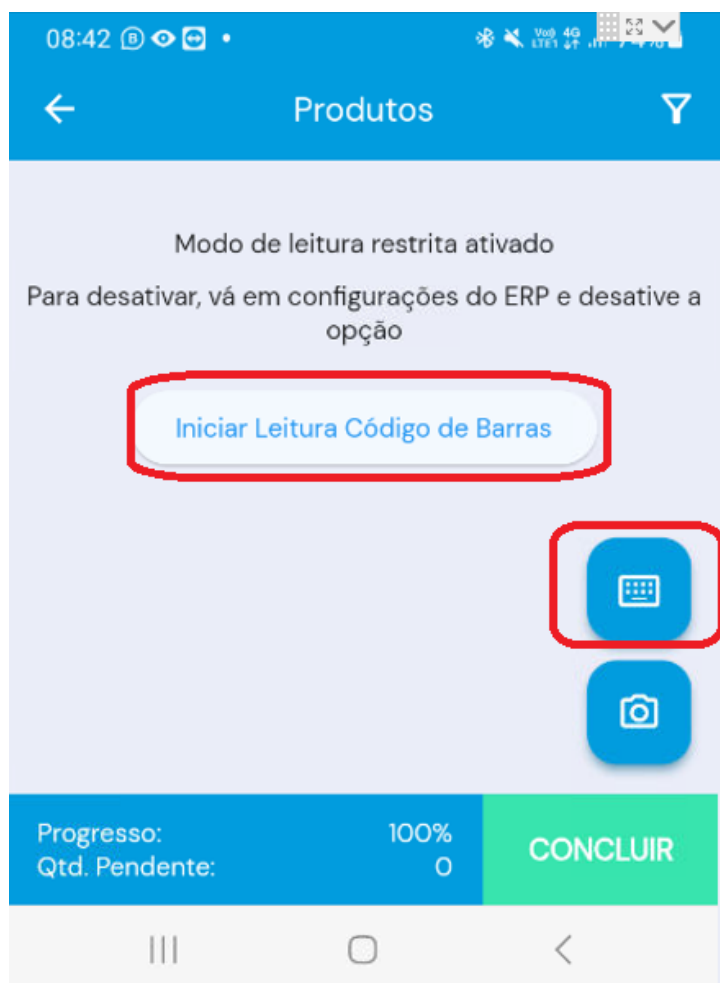 08:42
Produtos
Modo de leitura restrita ativado
Para desativar, vá em configurações do ERP e desative a
opção
Iniciar Leitura Código de Barras
Progresso: 100%
Qtd. Pendente: 0
CONCLUIR